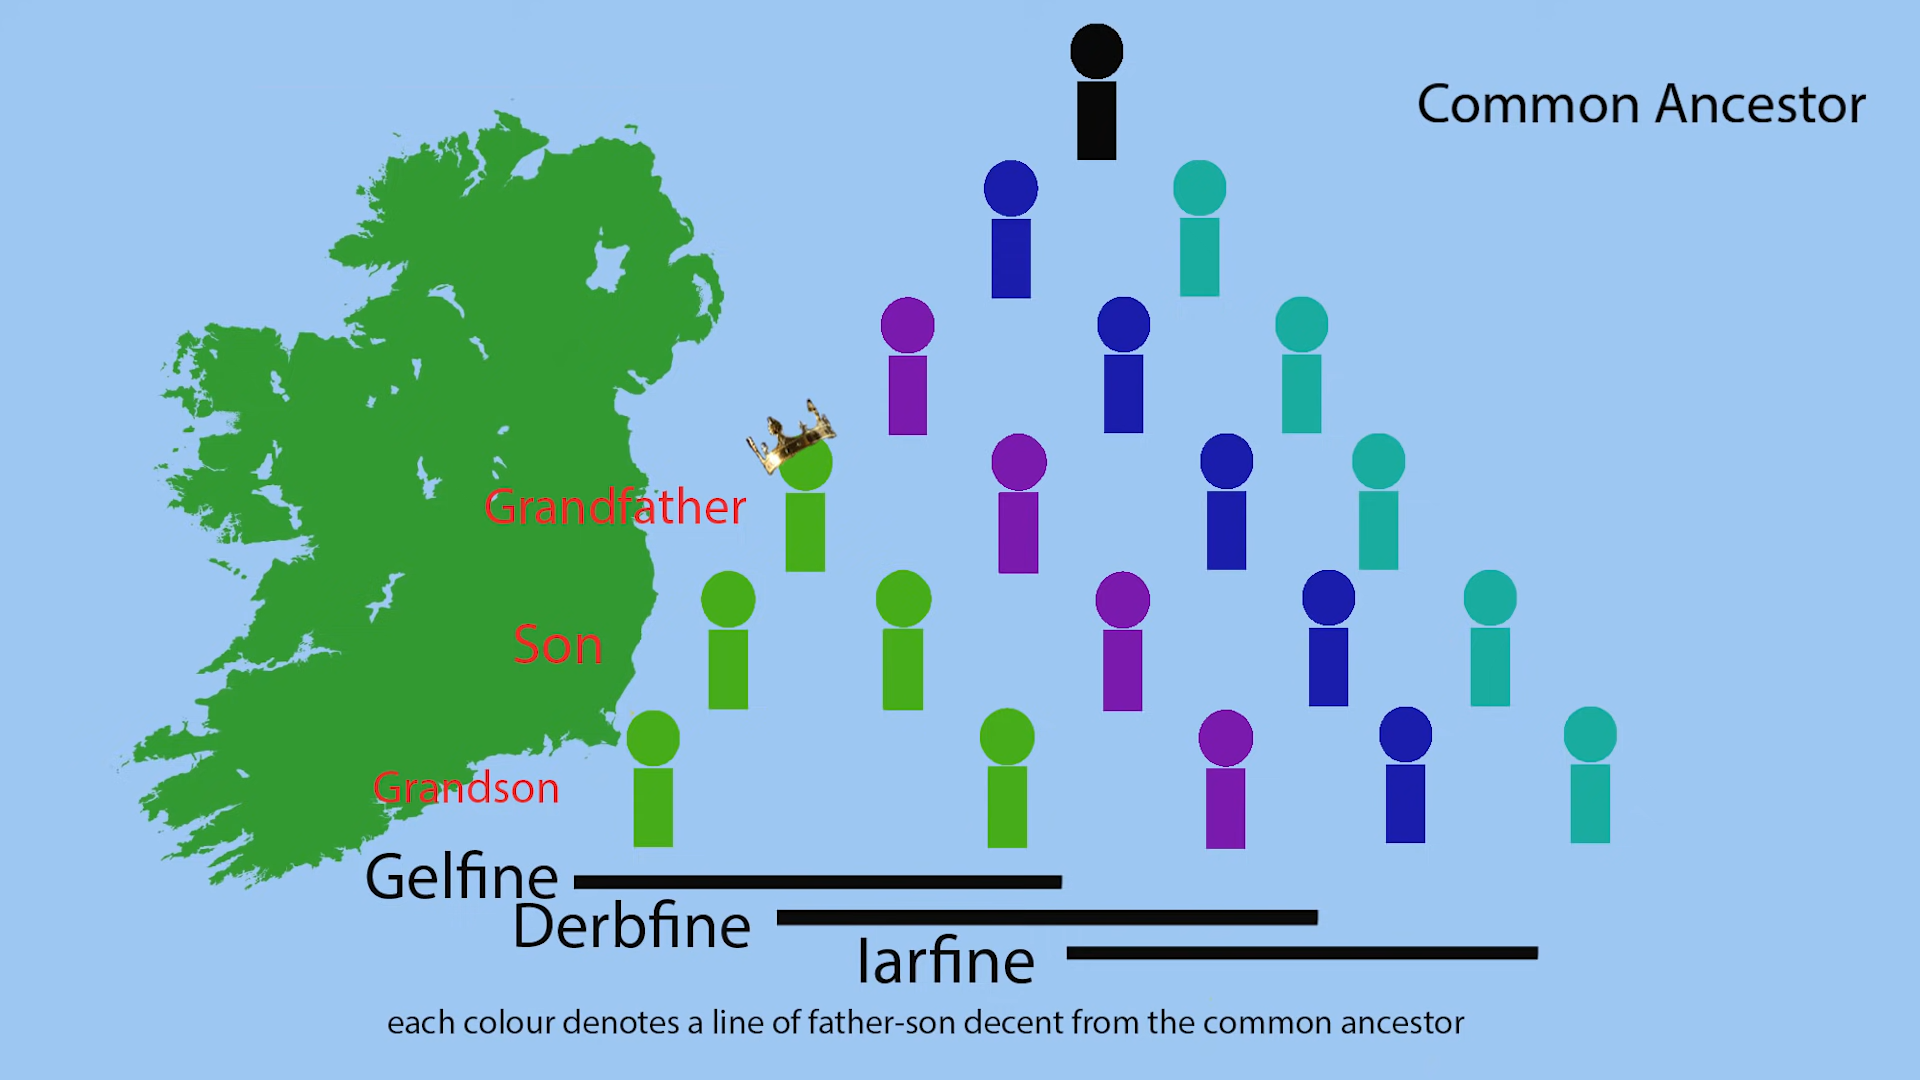 Common Ancestor
Grandfather
Son
Grandson
Gelfine
Derbfine
Iarfine
each colour denotes a line of father-son decent from the common ancestor